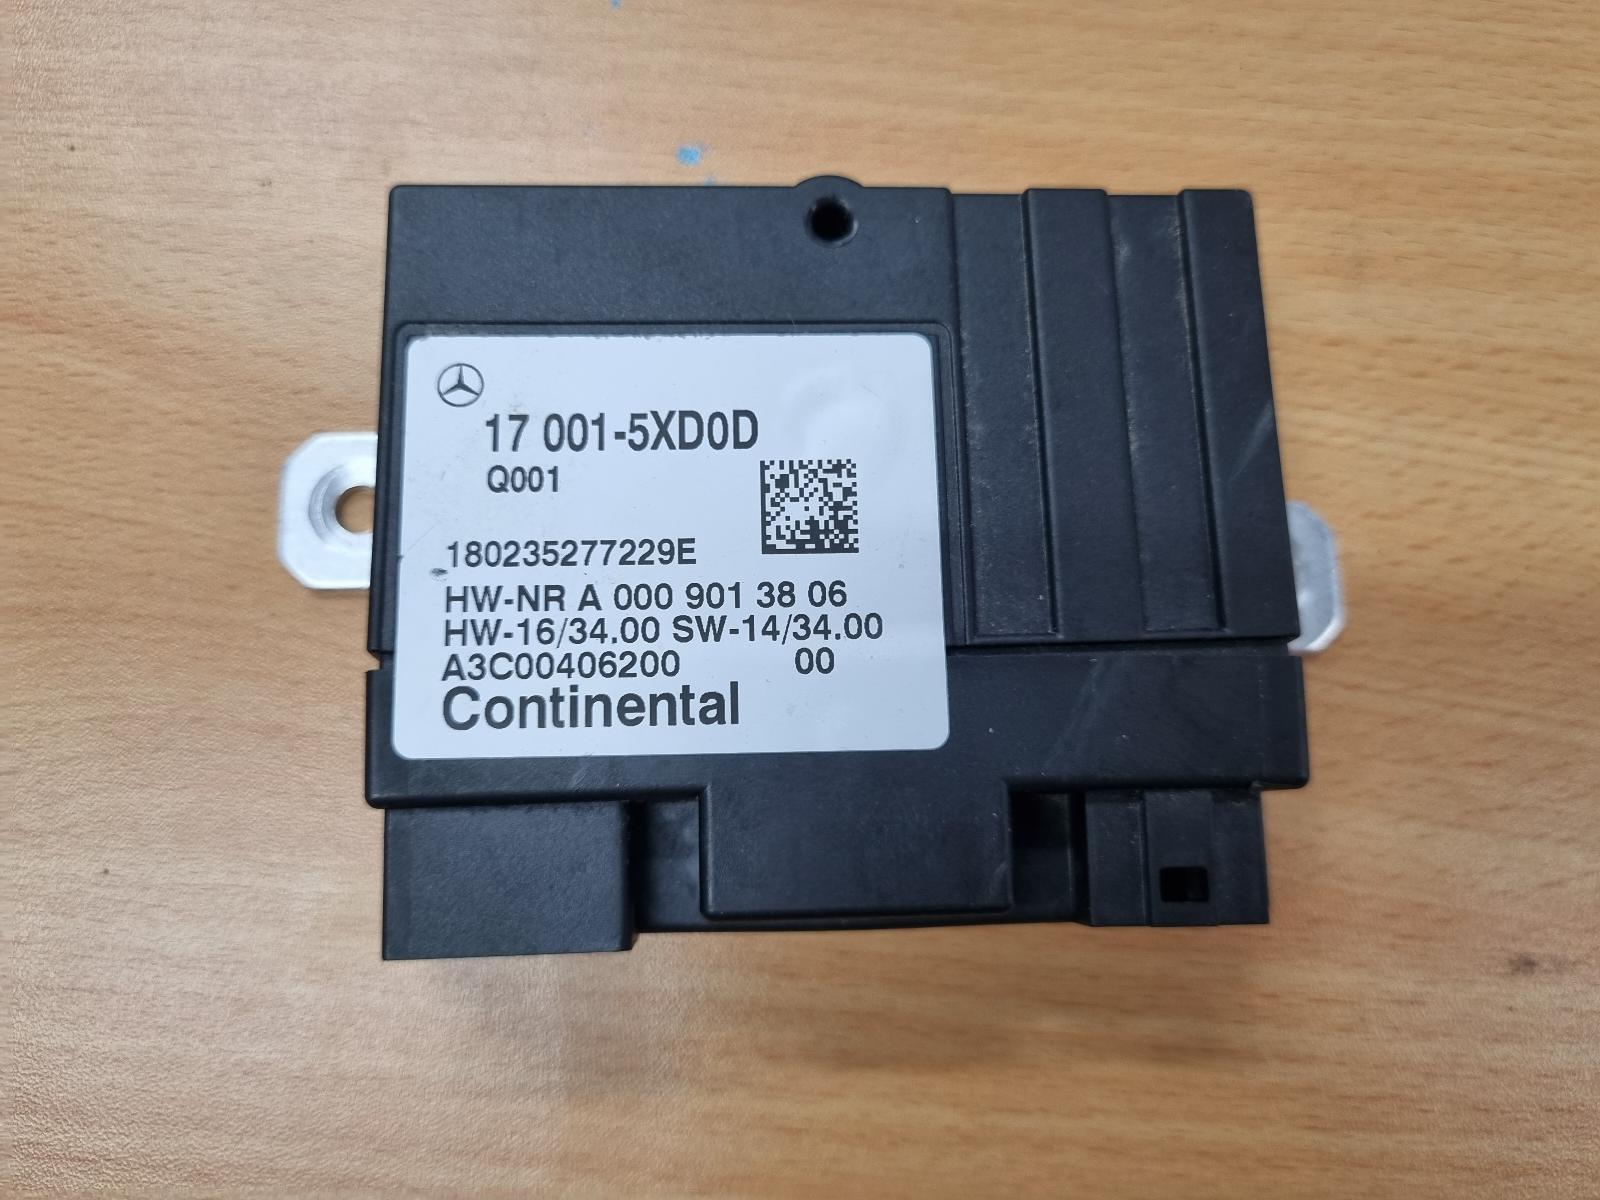 17 001-5XD0D
Q001
180235277229E
HW-NR A 000 901 38 06
HW-16/34.00 SW-14/34.00
A3C00406200 00
Continental